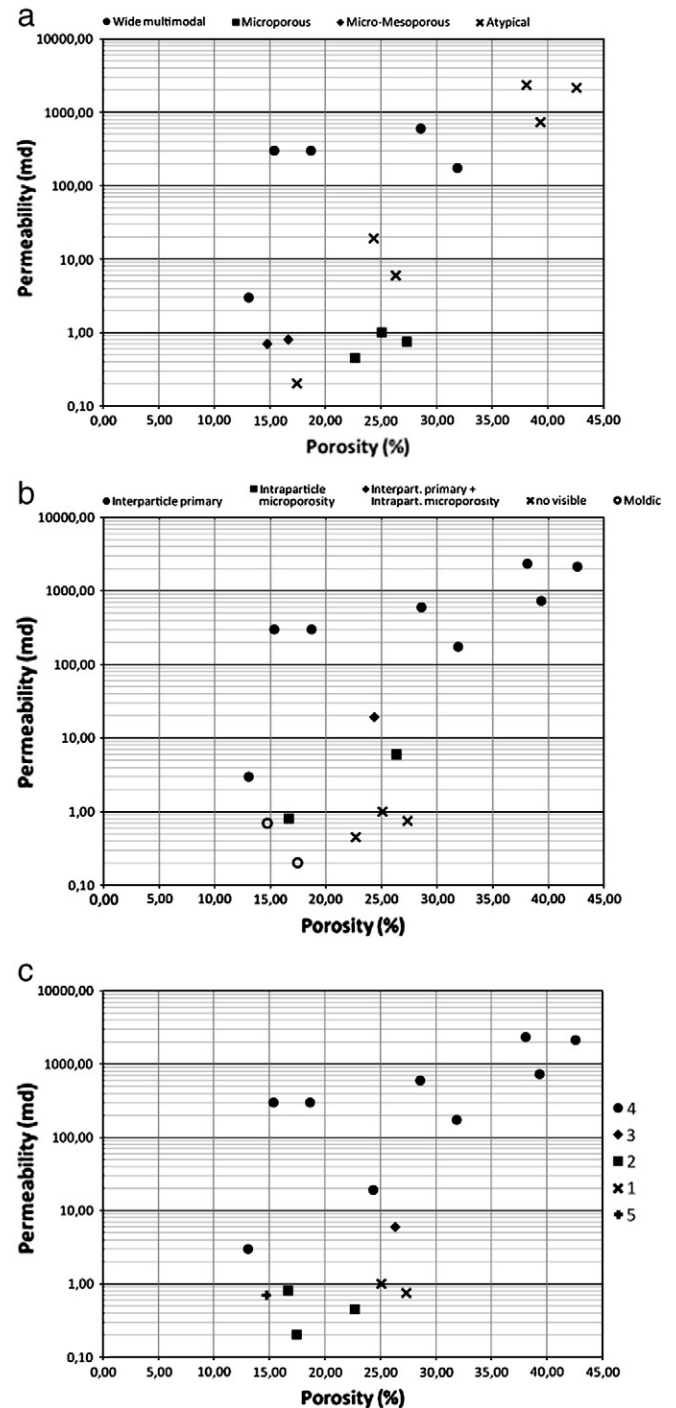 a
Wide multimodal Microporous Micro-Mesoporous Atypical
10000,00
1000,00
100,00
10,00
1,00
0,10
Permeability (md)
0,00 5,00 10,00 15,00 20,00 25,00 30,00 35,00 40,00 45,00
Porosity (%)
b
Interparticle primary
Intraparticle
microporosity
Interpart. primary +
Intrapart. microporosity
no visible
Moldic
10000,00
1000,00
100,00
10,00
1,00
0,10
Permeability (md)
0,00 5,00 10,00 15,00 20,00 25,00 30,00 35,00 40,00 45,00
Porosity (%)
c
10000,00
1000,00
100,00
10,00
1,00
0,10
Permeability (md)
0,00 5,00 10,00 15,00 20,00 25,00 30,00 35,00 40,00 45,00
Porosity (%)
4
3
2
1
5